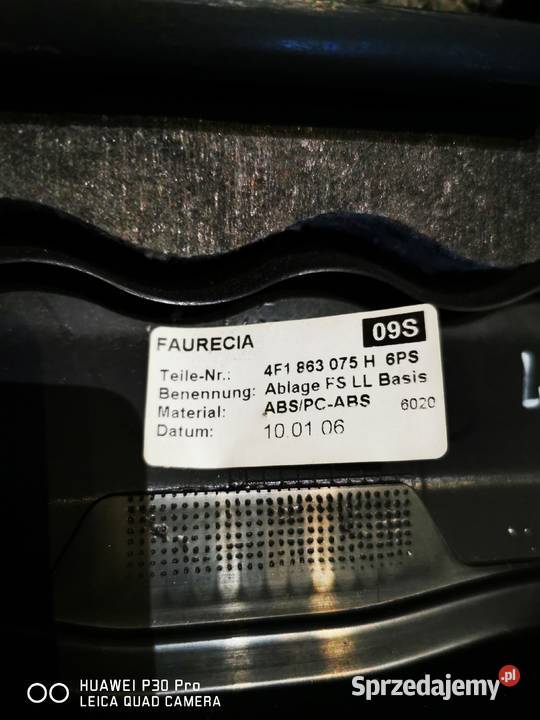 FAURECIA
09S
Teile-Nr.: 4F1 863 075 H 6PS
Benennung: Ablage FS LL Basis
Material: ABS/PC-ABS 6020
Datum: 10.01.06
HUAWEI P30 Pro
LEICA QUAD CAMERA
Sprzedajemy.pl